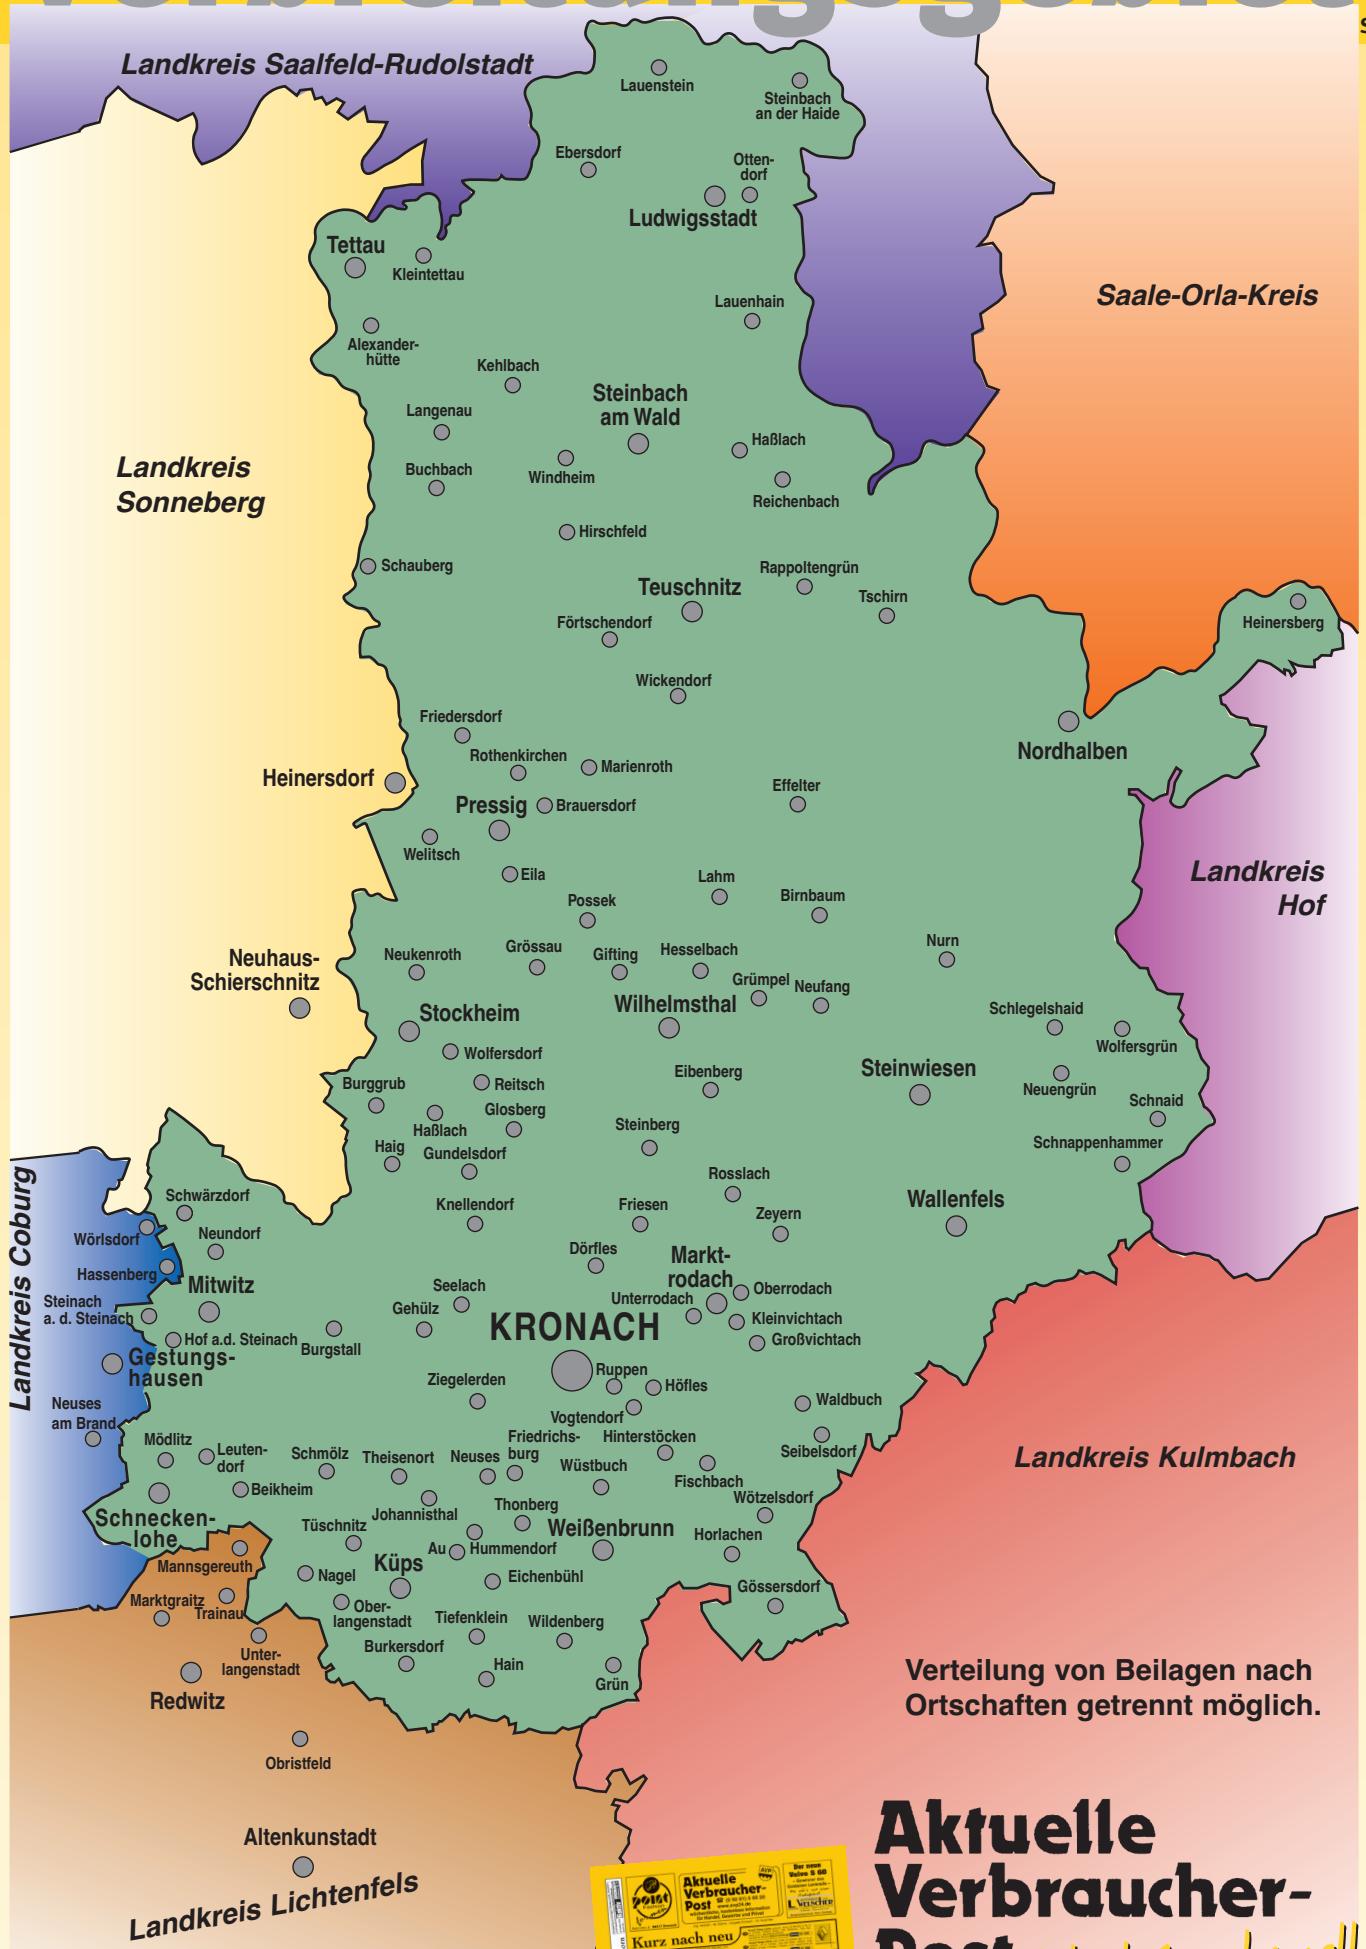 Verbreitungsgebiet
Landkreis Saalfeld-Rudolstadt
Lauenstein
Steinbach
an der Haide
Ebersdorf
Otten-
dorf
Ludwigsstadt
Tettau
Kleintettau
Saale-Orla-Kreis
Lauenhain
Alexander-
hütte
Kehlbach
Steinbach
am Wald
Langenau
Haßlach
Landkreis
Sonneberg
Buchbach
Windheim
Reichenbach
Hirschfeld
Schauberg
Rappoltengrün
Teuschnitz
Tschirn
Förtschendorf
Heinersberg
Wickendorf
Friedersdorf
Nordhalben
Rothenkirchen
Marienroth
Heinersdorf
Effelter
Pressig
Brauersdorf
Welitsch
Eila
Landkreis
Hof
Lahm
Birnbaum
Possek
Nurn
Neuhaus-
Schierschnitz
Neukenroth
Grössau
Gifting
Hesselbach
Grümpel
Neufang
Stockheim
Wilhelmsthal
Schlegelshaid
Wolfersgrün
Wolfersdorf
Steinwiesen
Burggrub
Reitsch
Eibenberg
Neuengrün
Schnaid
Glosberg
Haßlach
Steinberg
Schnappenhammer
Haig
Gundelsdorf
Rosslach
Landkreis Coburg
Schwärzdorf
Knellendorf
Friesen
Wallenfels
Zeyern
Wörlsdorf
Neundorf
Dörfles
Markt-
rodach
Hassenberg
Mitwitz
Seelach
Oberrodach
Steinach
a. d. Steinach
Gehülz
Unterrodach
Kleinvichtach
KRONACH
Großvichtach
Hof a.d. Steinach
Burgstall
Gestungs-
hausen
Ziegelerden
Ruppen
Höfles
Neuses
am Brand
Waldbuch
Vogtendorf
Mödlitz
Leuten-
dorf
Schmölz
Theisenort
Neuses
Friedrichs-
burg
Hinterstöcken
Seibelsdorf
Landkreis Kulmbach
Wüstbuch
Fischbach
Beikheim
Wötzelsdorf
Schnecken-
lohe
Johannisthal
Thonberg
Tüschnitz
Weißenbrunn
Horlachen
Au
Hummendorf
Mannsgereuth
Küps
Nagel
Eichenbühl
Gössersdorf
Marktgraitz
Trainau
Ober-
langenstadt
Tiefenklein
Wildenberg
Unter-
langenstadt
Burkersdorf
Hain
Grün
Redwitz
Verteilung von Beilagen nach
Ortschaften getrennt möglich.
Obristfeld
Altenkunstadt
Landkreis Lichtenfels
Aktuelle
Verbraucher-
Post
point
Aktuelle
Verbraucher-
Post
Der neue
Volvo S 60
Kurz nach neu